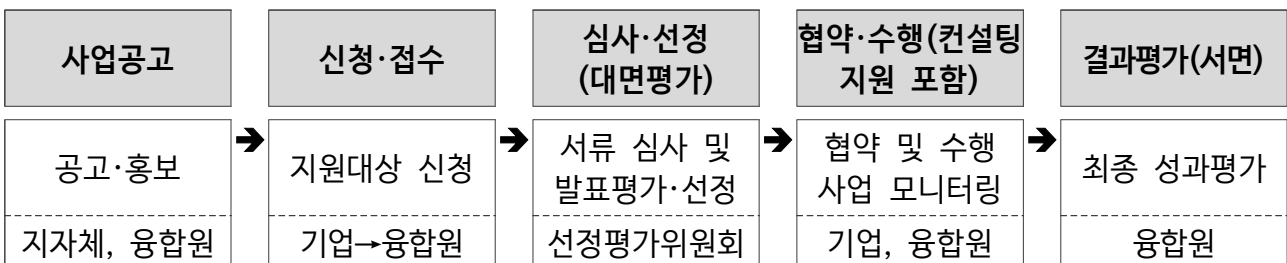 사업공고
공고·홍보
지자체, 융합원
➔
신청·접수
지원대상 신청
기업→융합원
➔
심사·선정
(대면평가)
서류 심사 및
발표평가·선정
선정평가위원회
➔
협약·수행(컨설팅
지원 포함)
협약 및 수행
사업 모니터링
기업, 융합원
➔
결과평가(서면)
최종 성과평가
융합원